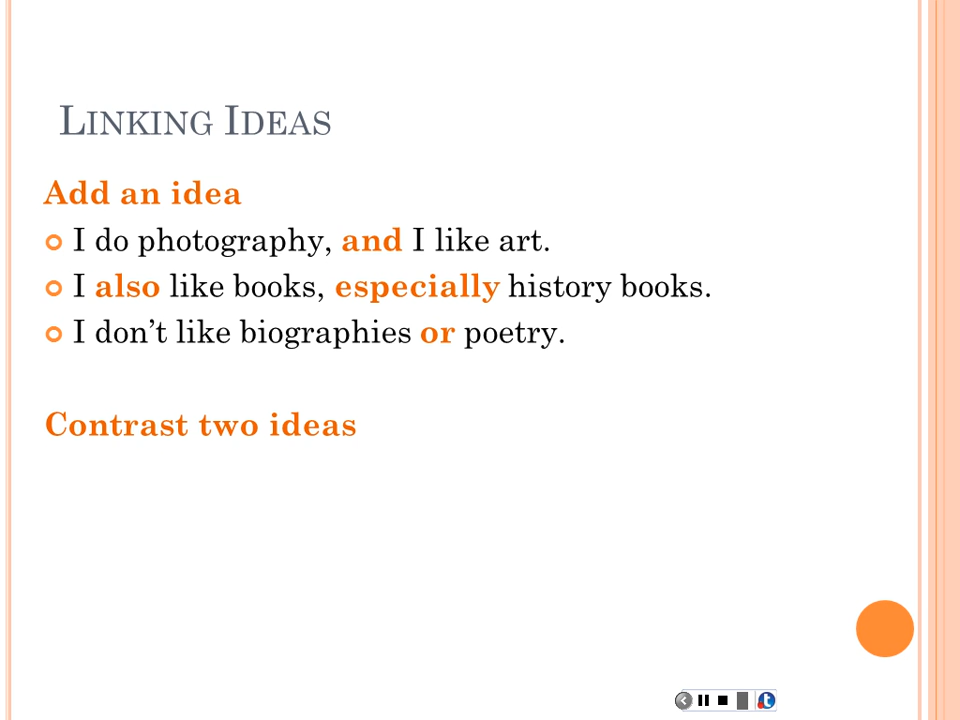 LINKING IDEAS
Add an idea
I do photography, and I like art.
I also like books, especially history books.
I don't like biographies or poetry.
Contrast two ideas